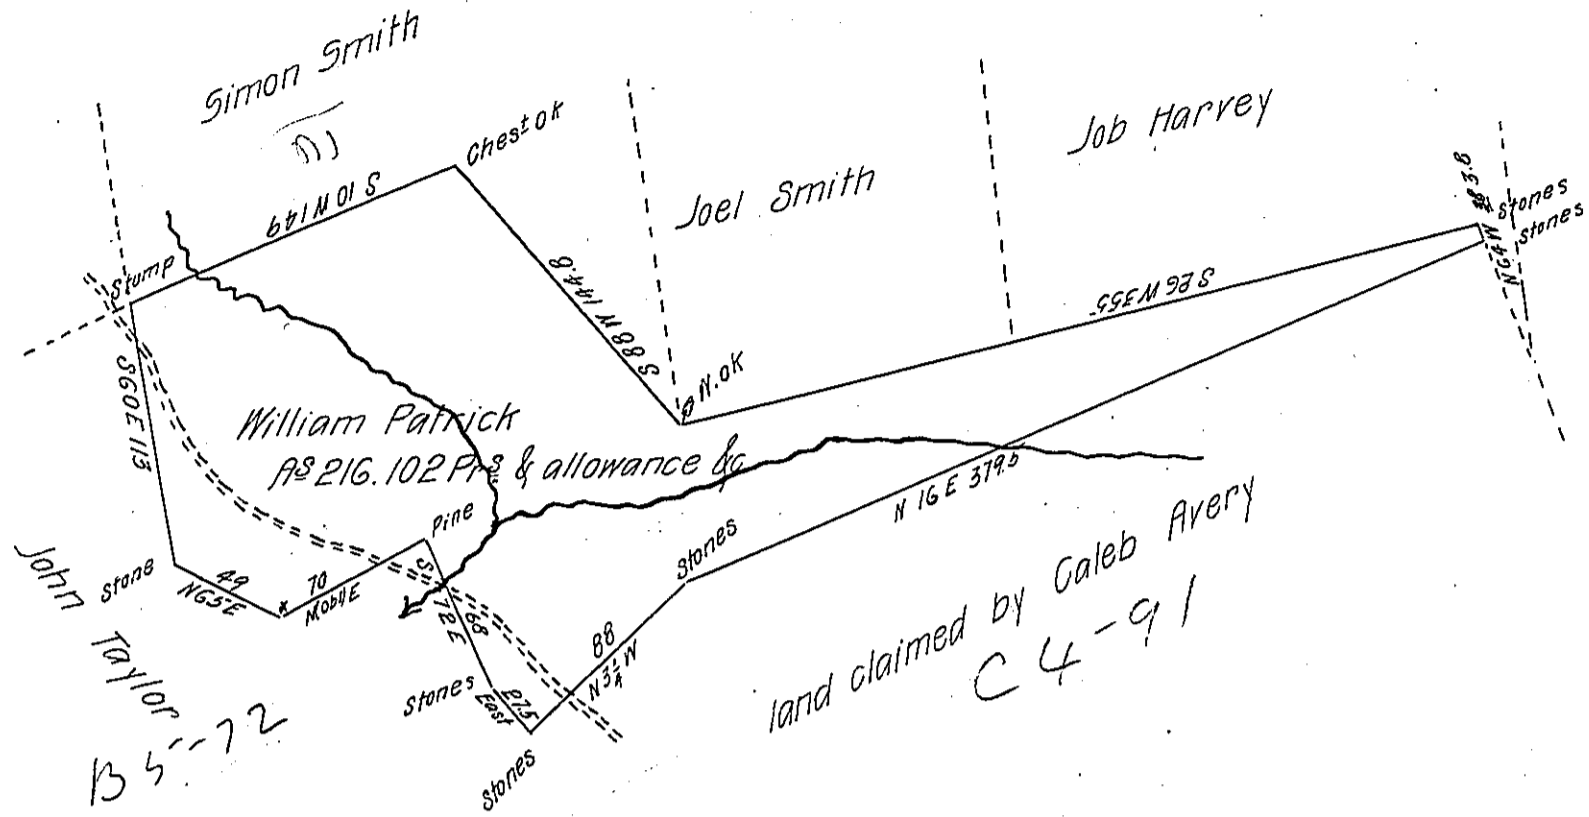 Simon Smith
Chest Ok
S 10 W 149
Joel Smith
Job Harvey
Stones
Stones
N 64 W 3.8
S 26 W 355
S 88 W 144.8
N. OK
Stump
S 60 E 113
William Patrick
As 216.102 Prs & allowance &c
Pine
Stone
49
N 65 E
70
S 72 E
68
Stones
East
27.5
Stones
88
N 3¼ W
Stones
N 16 E 379.5
John Taylor
B 5-72
land claimed by Caleb Avery
C 4-91